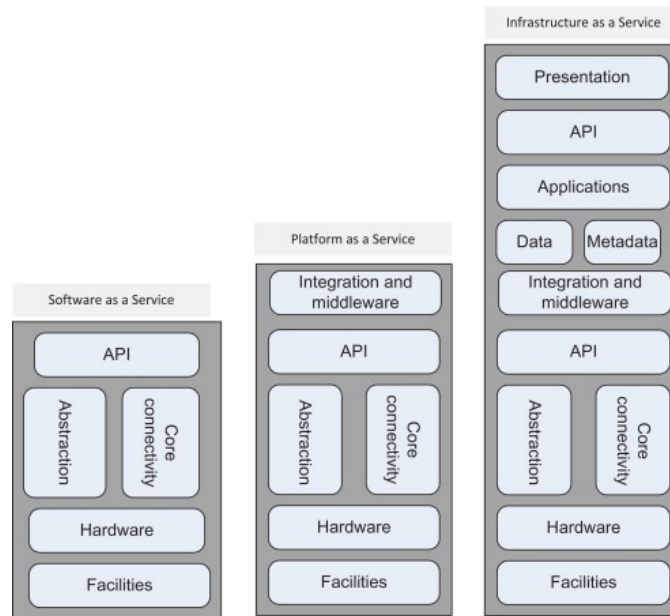 Infrastructure as a Service
Presentation
API
Applications
Data
Metadata
Integration and
middleware
API
Abstraction
Core
connectivity
Hardware
Facilities
Platform as a Service
Integration and
middleware
API
Abstraction
Core
connectivity
Hardware
Facilities
Software as a Service
API
Abstraction
Core
connectivity
Hardware
Facilities